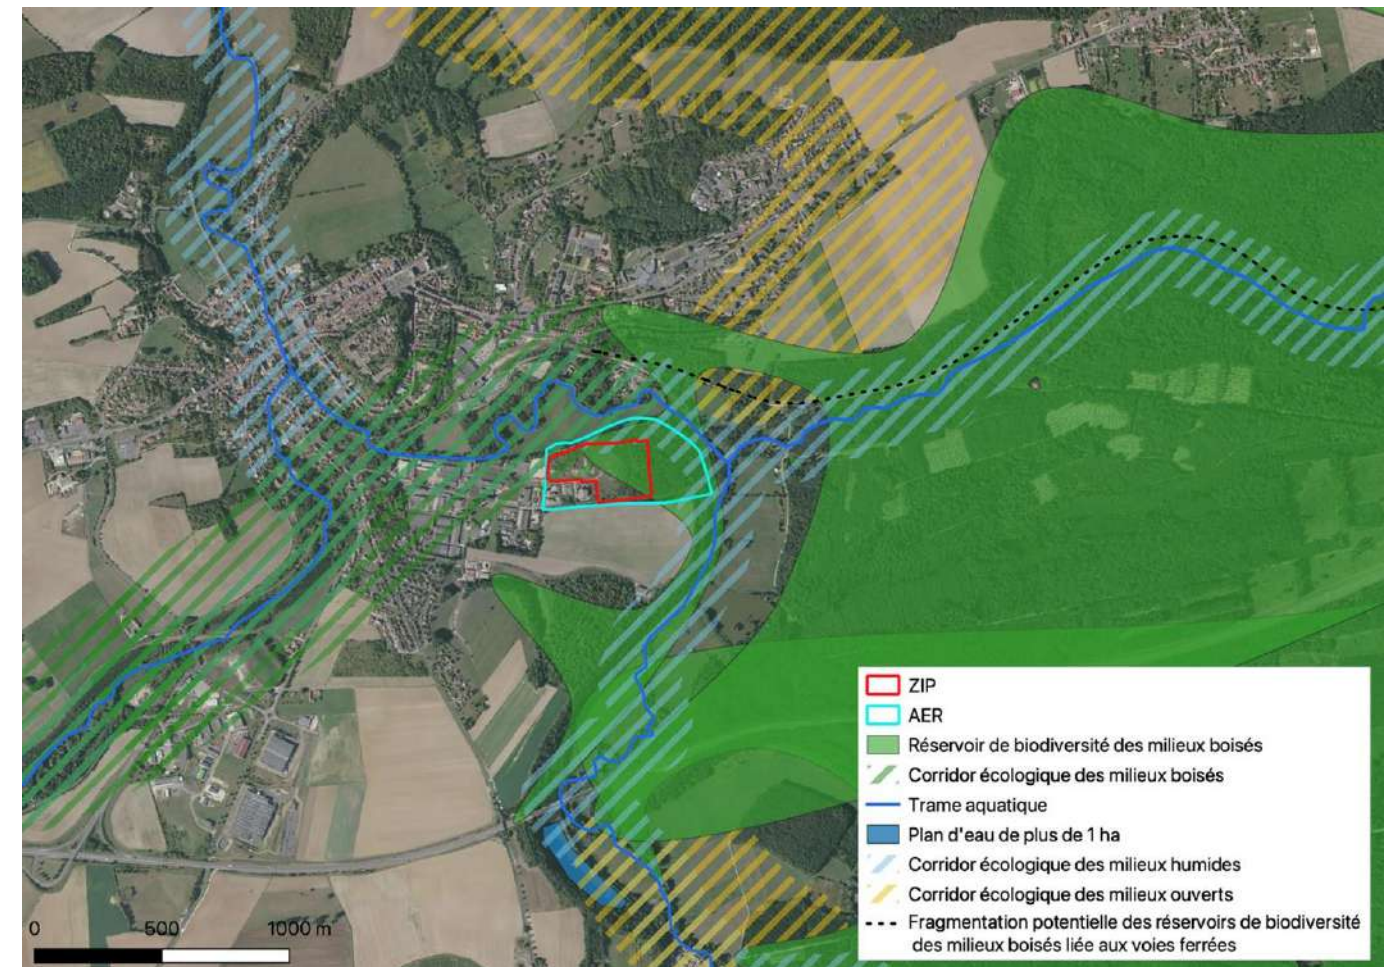 ZIP
AER
Réservoir de biodiversité des milieux boisés
Corridor écologique des milieux boisés
Trame aquatique
Plan d'eau de plus de 1 ha
Corridor écologique des milieux humides
Corridor écologique des milieux ouverts
Fragmentation potentielle des réservoirs de biodiversité
des milieux boisés liée aux voies ferrées
0 500 1000 m